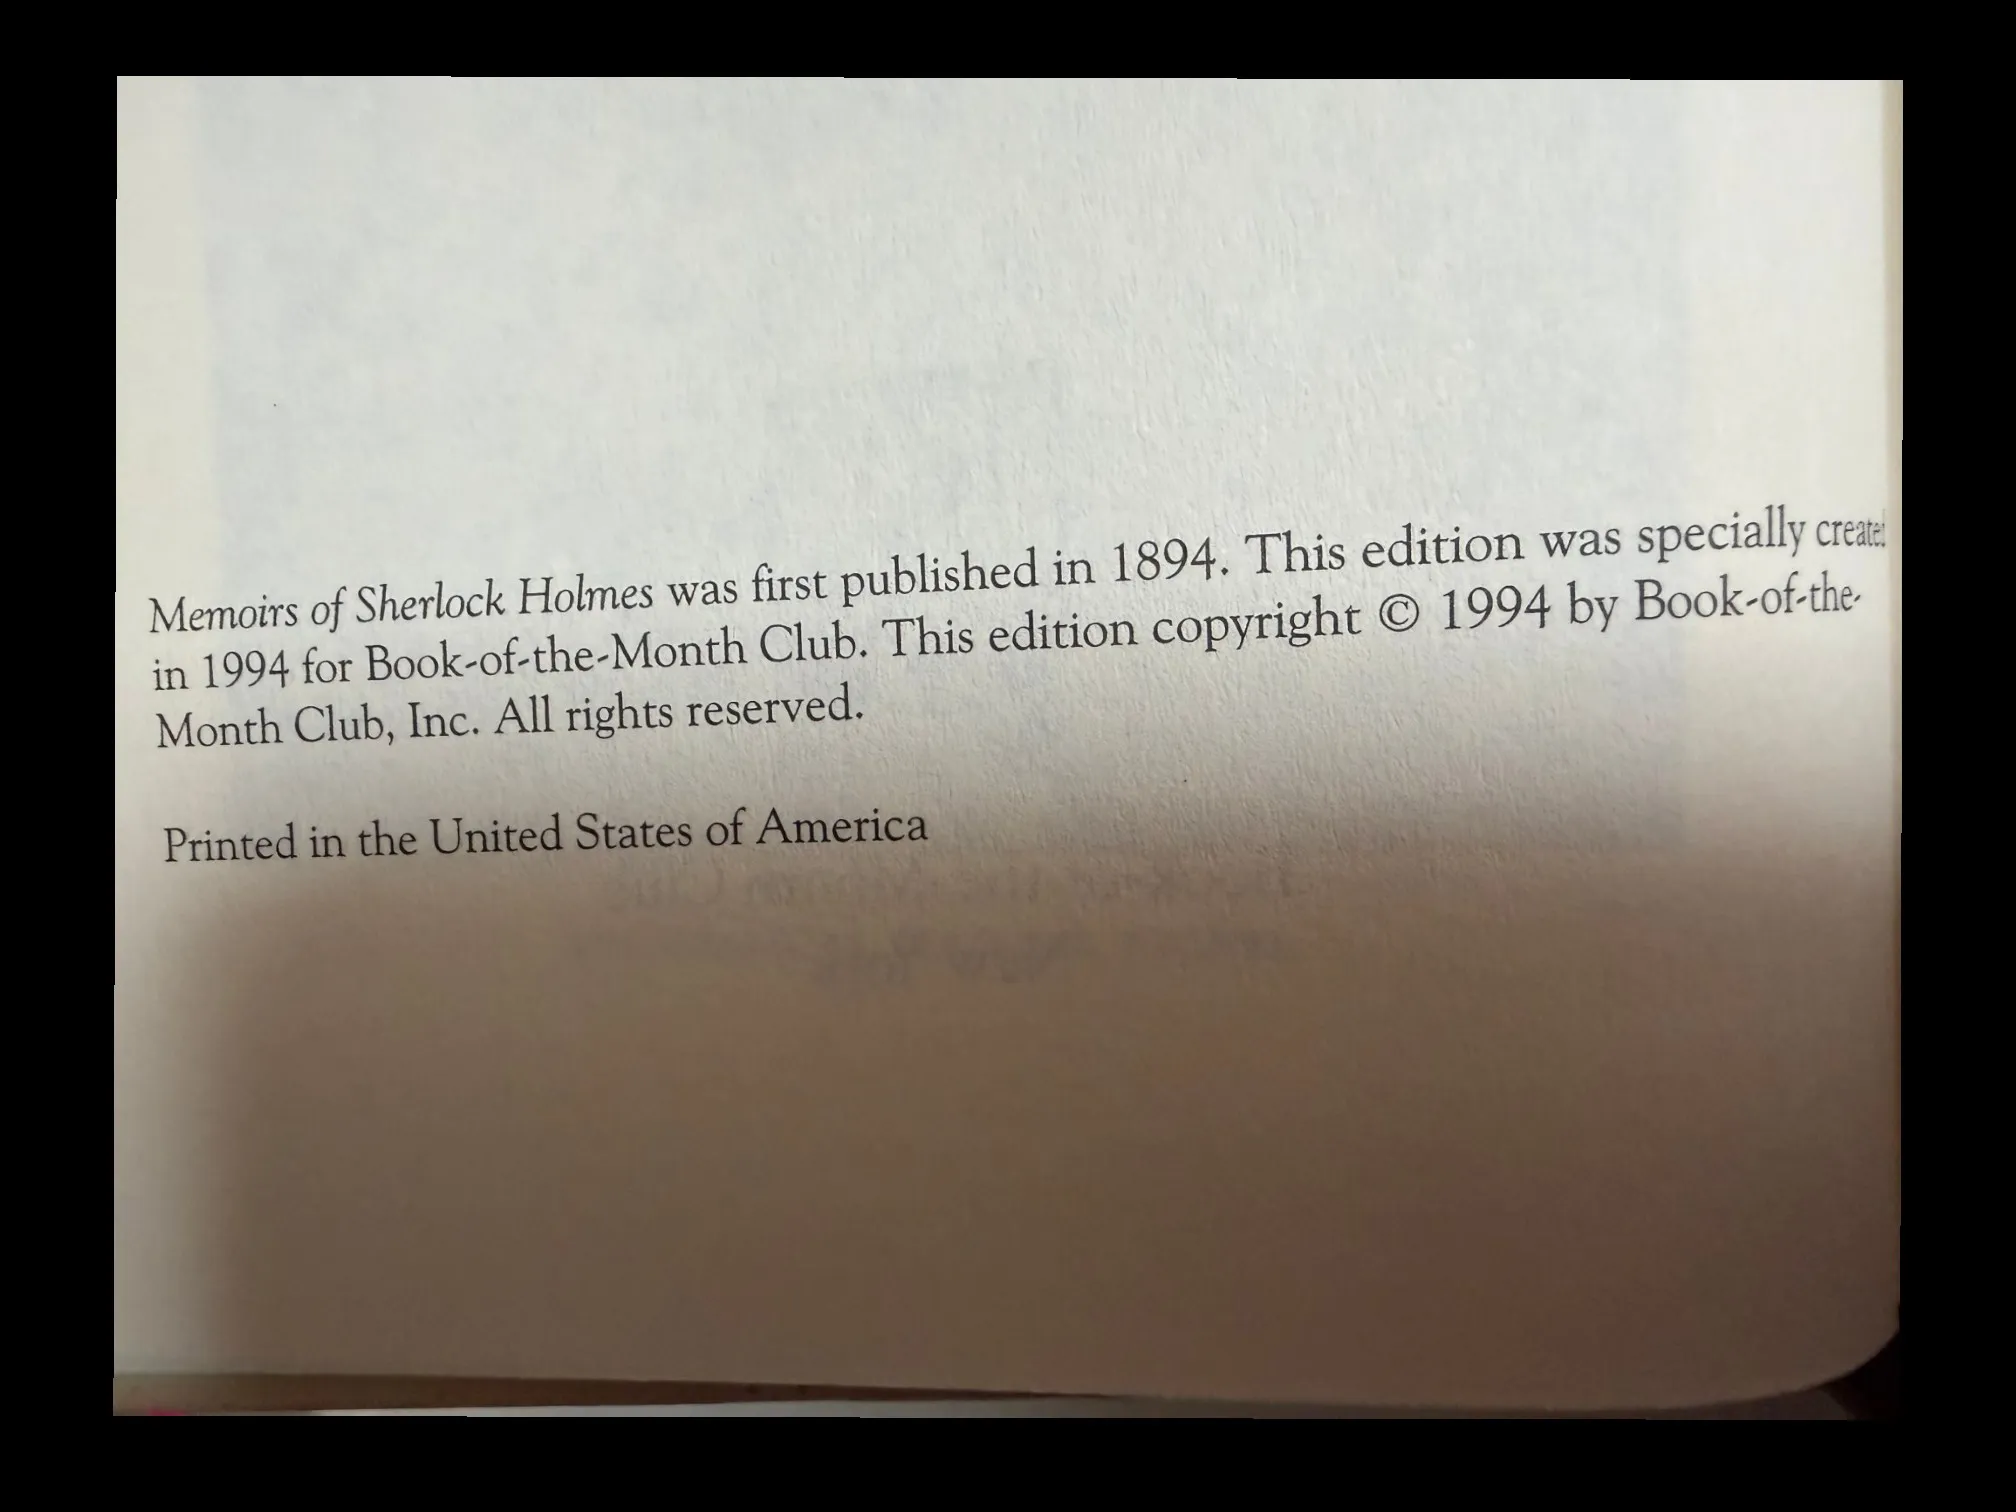 Memoirs of Sherlock Holmes was first published in 1894. This edition was specially created
in 1994 for Book-of-the-Month Club. This edition copyright © 1994 by Book-of-the-
Month Club, Inc. All rights reserved.
Printed in the United States of America